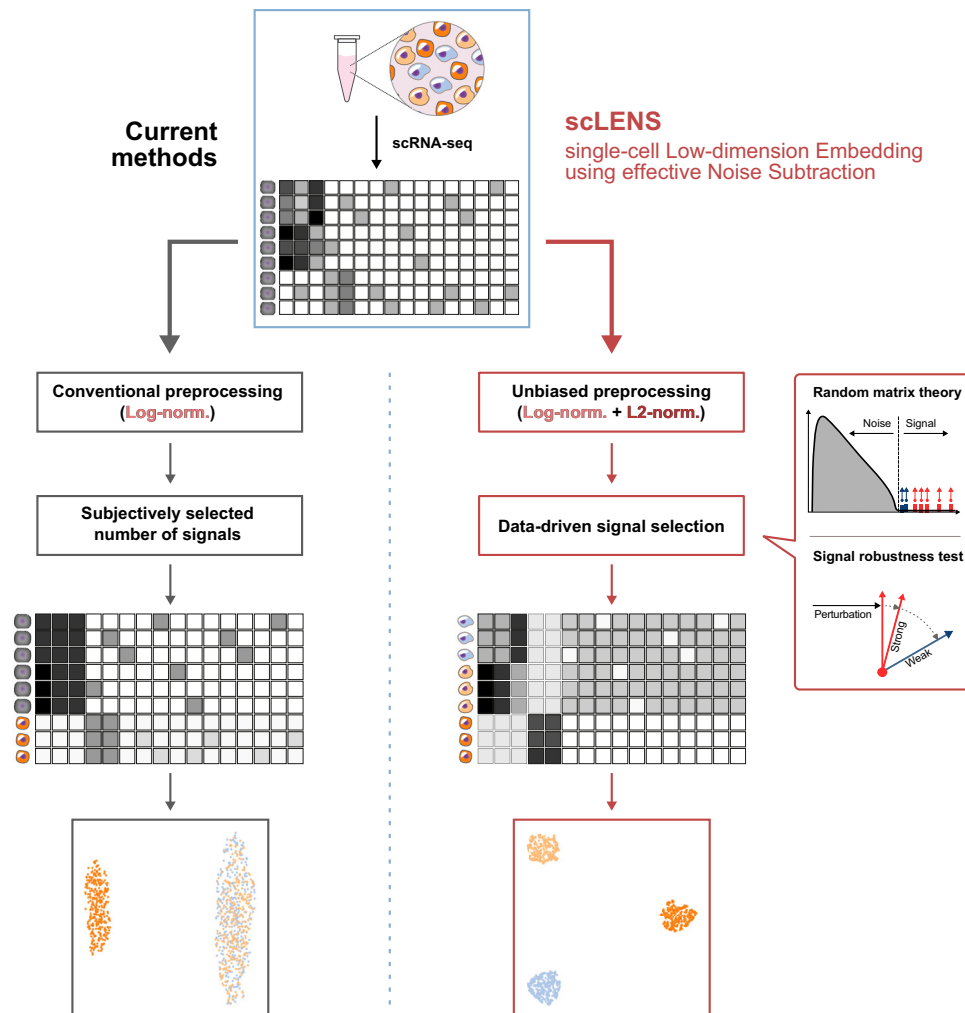 Current
methods
scRNA-seq
scLENS
single-cell Low-dimension Embedding
using effective Noise Subtraction
Conventional preprocessing
(Log-norm.)
Subjectively selected
number of signals
Unbiased preprocessing
(Log-norm. + L2-norm.)
Data-driven signal selection
Random matrix theory
Noise
Signal
Signal robustness test
Perturbation
Strong
Weak